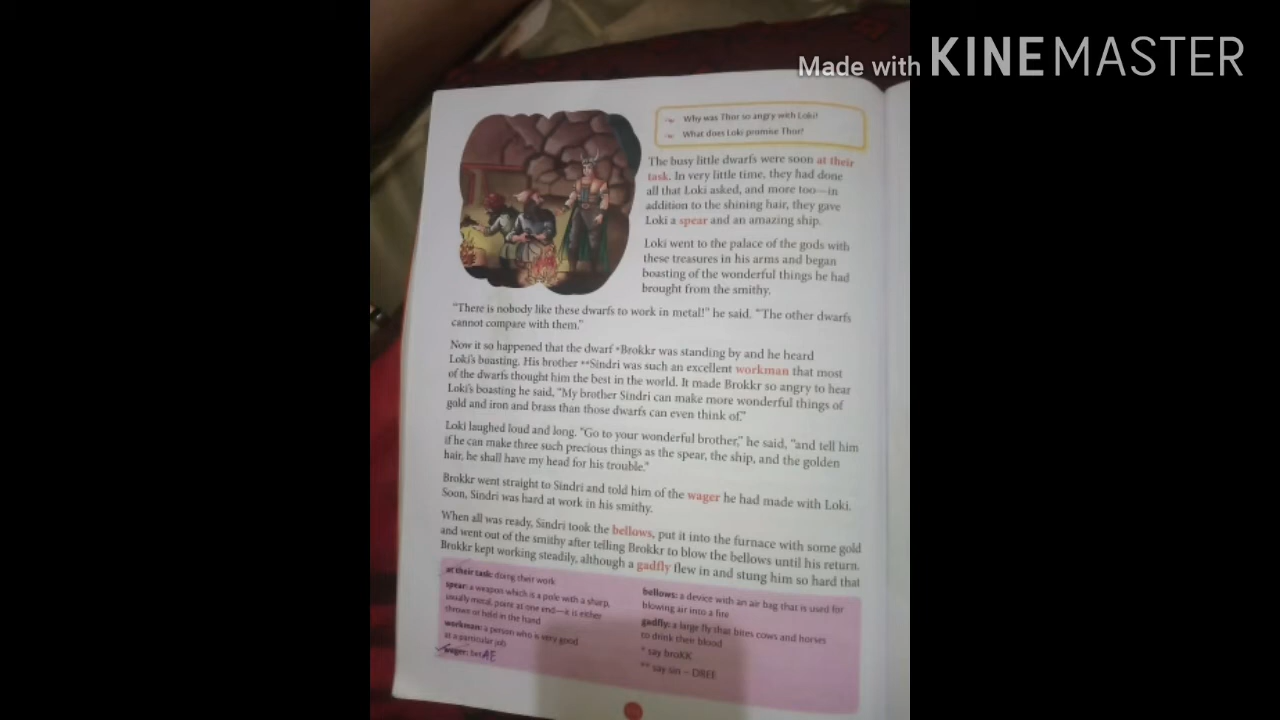 Made with KINEMASTER
Why was Thor so angry with Loki?
What does Loki promise Thor?
The busy little dwarfs were soon at their
task. In very little time, they had done
all that Loki asked, and more too—in
addition to the shining hair, they gave
Loki a spear and an amazing ship.
Loki went to the palace of the gods with
these treasures in his arms and began
boasting of the wonderful things he had
brought from the smithy.
“There is nobody like these dwarfs to work in metal!” he said. “The other dwarfs
cannot compare with them.”
Now it so happened that the dwarf *Brokkr was standing by and he heard
Loki’s boasting. His brother **Sindri was such an excellent workman that most
of the dwarfs thought him the best in the world. It made Brokkr so angry to hear
Loki’s boasting he said, “My brother Sindri can make more wonderful things of
gold and iron and brass than those dwarfs can even think of.”
Loki laughed loud and long. “Go to your wonderful brother,” he said, “and tell him
if he can make three such precious things as the spear, the ship, and the golden
hair, he shall have my head for his trouble.”
Brokkr went straight to Sindri and told him of the wager he had made with Loki.
Soon, Sindri was hard at work in his smithy.
When all was ready, Sindri took the bellows, put it into the furnace with some gold
and went out of the smithy after telling Brokkr to blow the bellows until his return.
Brokkr kept working steadily, although a gadfly flew in and stung him so hard that
at their task: doing their work
spear: a weapon which is a pole with a sharp,
usually metal, point at one end—it is either
thrown or held in the hand
workman: a person who is very good
at a particular job
wager: bet AE
bellows: a device with an air bag that is used for
blowing air into a fire
gadfly: a large fly that bites cows and horses
to drink their blood
* say broKK
** say sin – DREE